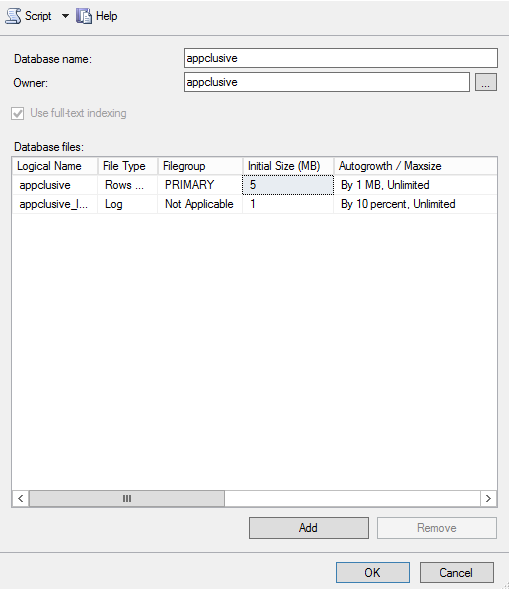 Script Help
Database name: appclusive
Owner: appclusive ...
Use full-text indexing
Database files:
Logical Name File Type Filegroup Initial Size (MB) Autogrowth / Maxsize
appclusive Rows ... PRIMARY 5 By 1 MB, Unlimited
appclusive_l... Log Not Applicable 1 By 10 percent, Unlimited
Add Remove
OK Cancel